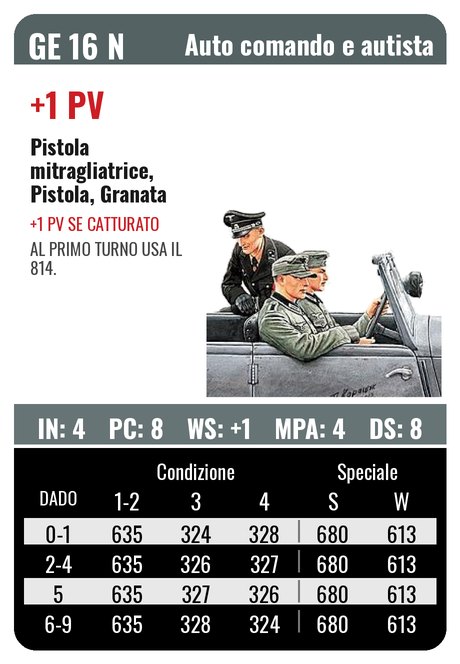 GE 16 N Auto comando e autista
+1 PV
Pistola
mitragliatrice,
Pistola, Granata
+1 PV SE CATTURATO
AL PRIMO TURNO USA IL
814.
IN: 4 PC: 8 WS: +1 MPA: 4 DS: 8
Condizione Speciale
DADO 1-2 3 4 S W
0-1 635 324 328 680 613
2-4 635 326 327 680 613
5 635 327 326 680 613
6-9 635 328 324 680 613